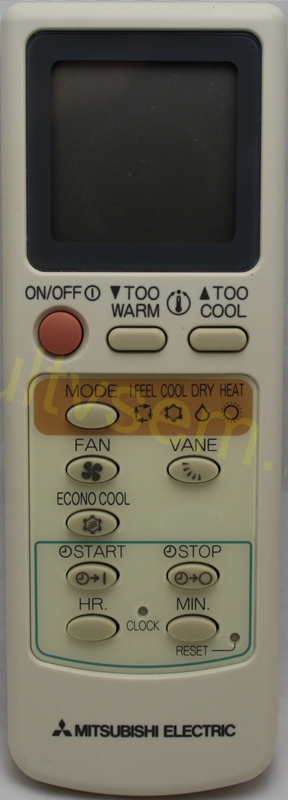 ON/OFF ▼TOO WARM ▲TOO COOL
MODE I FEEL COOL DRY HEAT
FAN VANE
ECONO COOL
START STOP
HR. CLOCK MIN.
RESET
MITSUBISHI ELECTRIC